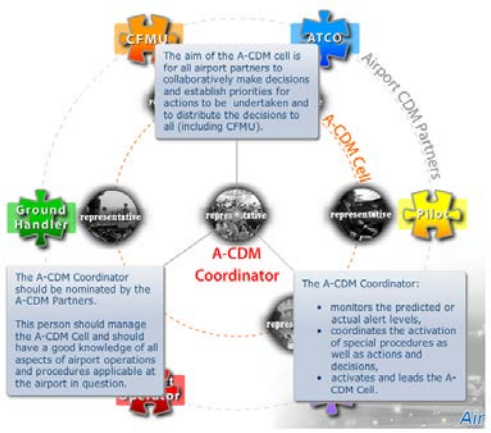 CFMU
ATCO
The aim of the A-CDM cell is
for all airport partners to
collaboratively make decisions
and establish priorities for
actions to be undertaken and
to distribute the decisions to
all (including CFMU).
Airport CDM Partners
A-CDM Cell
Ground
Handler
representative
representative
Pilot
A-CDM
Coordinator
The A-CDM Coordinator
should be nominated by the
A-CDM Partners.
This person should manage
the A-CDM Cell and should
have a good knowledge of all
aspects of airport operations
and procedures applicable at
the airport in question.
The A-CDM Coordinator:
• monitors the predicted or
actual alert levels,
• coordinates the activation
of special procedures as
well as actions and
decisions,
• activates and leads the A-
CDM Cell.
Operator
Air